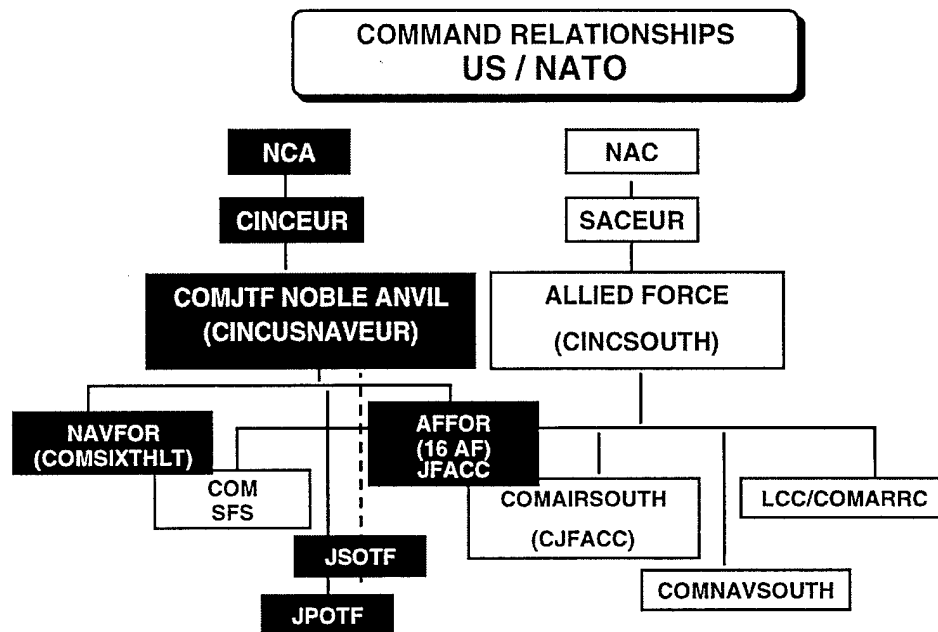 COMMAND RELATIONSHIPS
US / NATO
NCA
NAC
CINCEUR
SACEUR
COMJTF NOBLE ANVIL
(CINCUSNAVEUR)
ALLIED FORCE
(CINCSOUTH)
NAVFOR
(COMSIXTHLT)
AFFOR
(16 AF)
JFACC
COM
SFS
COMAIRSOUTH
(CJFACC)
LCC/COMARRC
JSOTF
COMNAVSOUTH
JPOTF